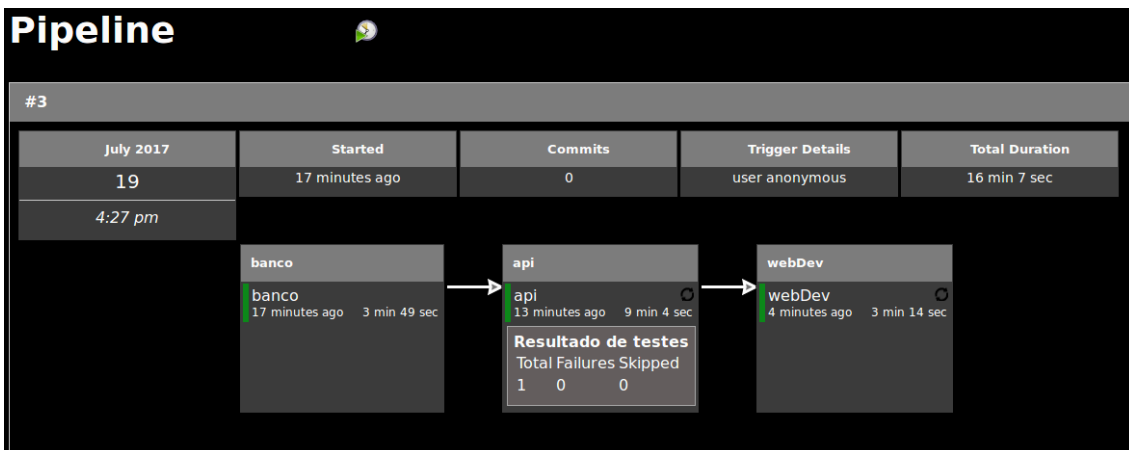 Pipeline
#3
July 2017 Started Commits Trigger Details Total Duration
19 17 minutes ago 0 user anonymous 16 min 7 sec
4:27 pm
banco api webDev
banco api webDev
17 minutes ago 3 min 49 sec 13 minutes ago 9 min 4 sec 4 minutes ago 3 min 14 sec
Resultado de testes
Total Failures Skipped
1 0 0